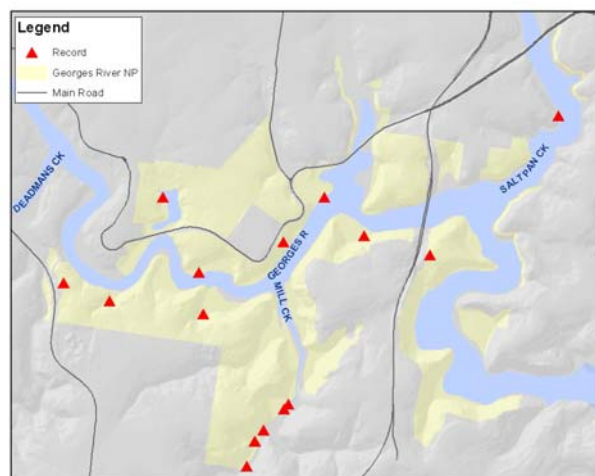 Legend
Record
Georges River NP
Main Road
DEADMANS CK
SALTPAN CK
GEORGES R
MILL CK